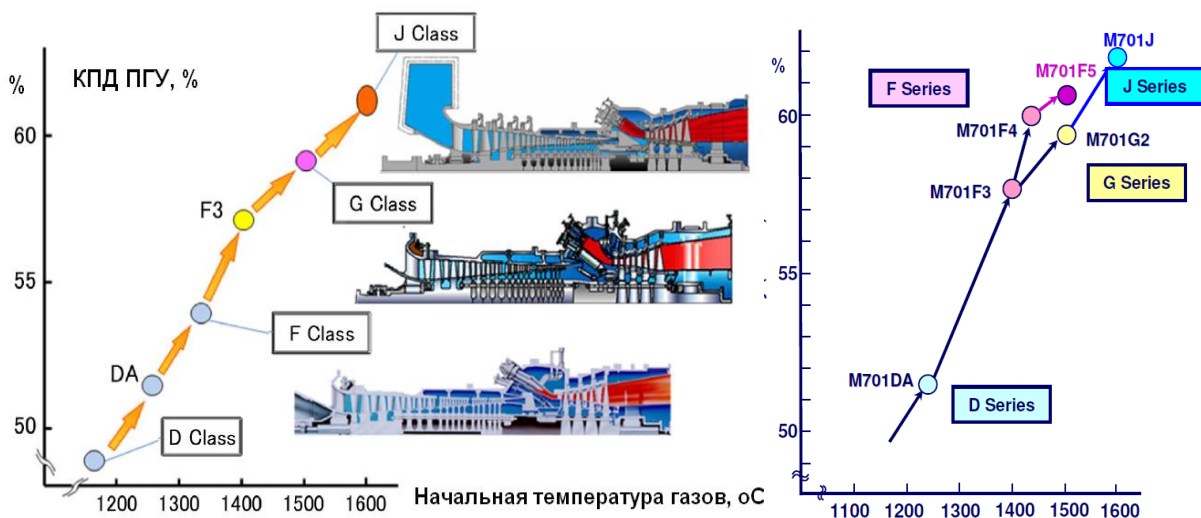 J Class
%
КПД ПГУ, %
60
G Class
F3
55
F Class
DA
50
D Class
1200 1300 1400 1500 1600
Начальная температура газов, оС
%
M701J
M701F5
F Series
J Series
60
M701F4
M701G2
M701F3
G Series
55
M701DA
D Series
50
1100 1200 1300 1400 1500 1600